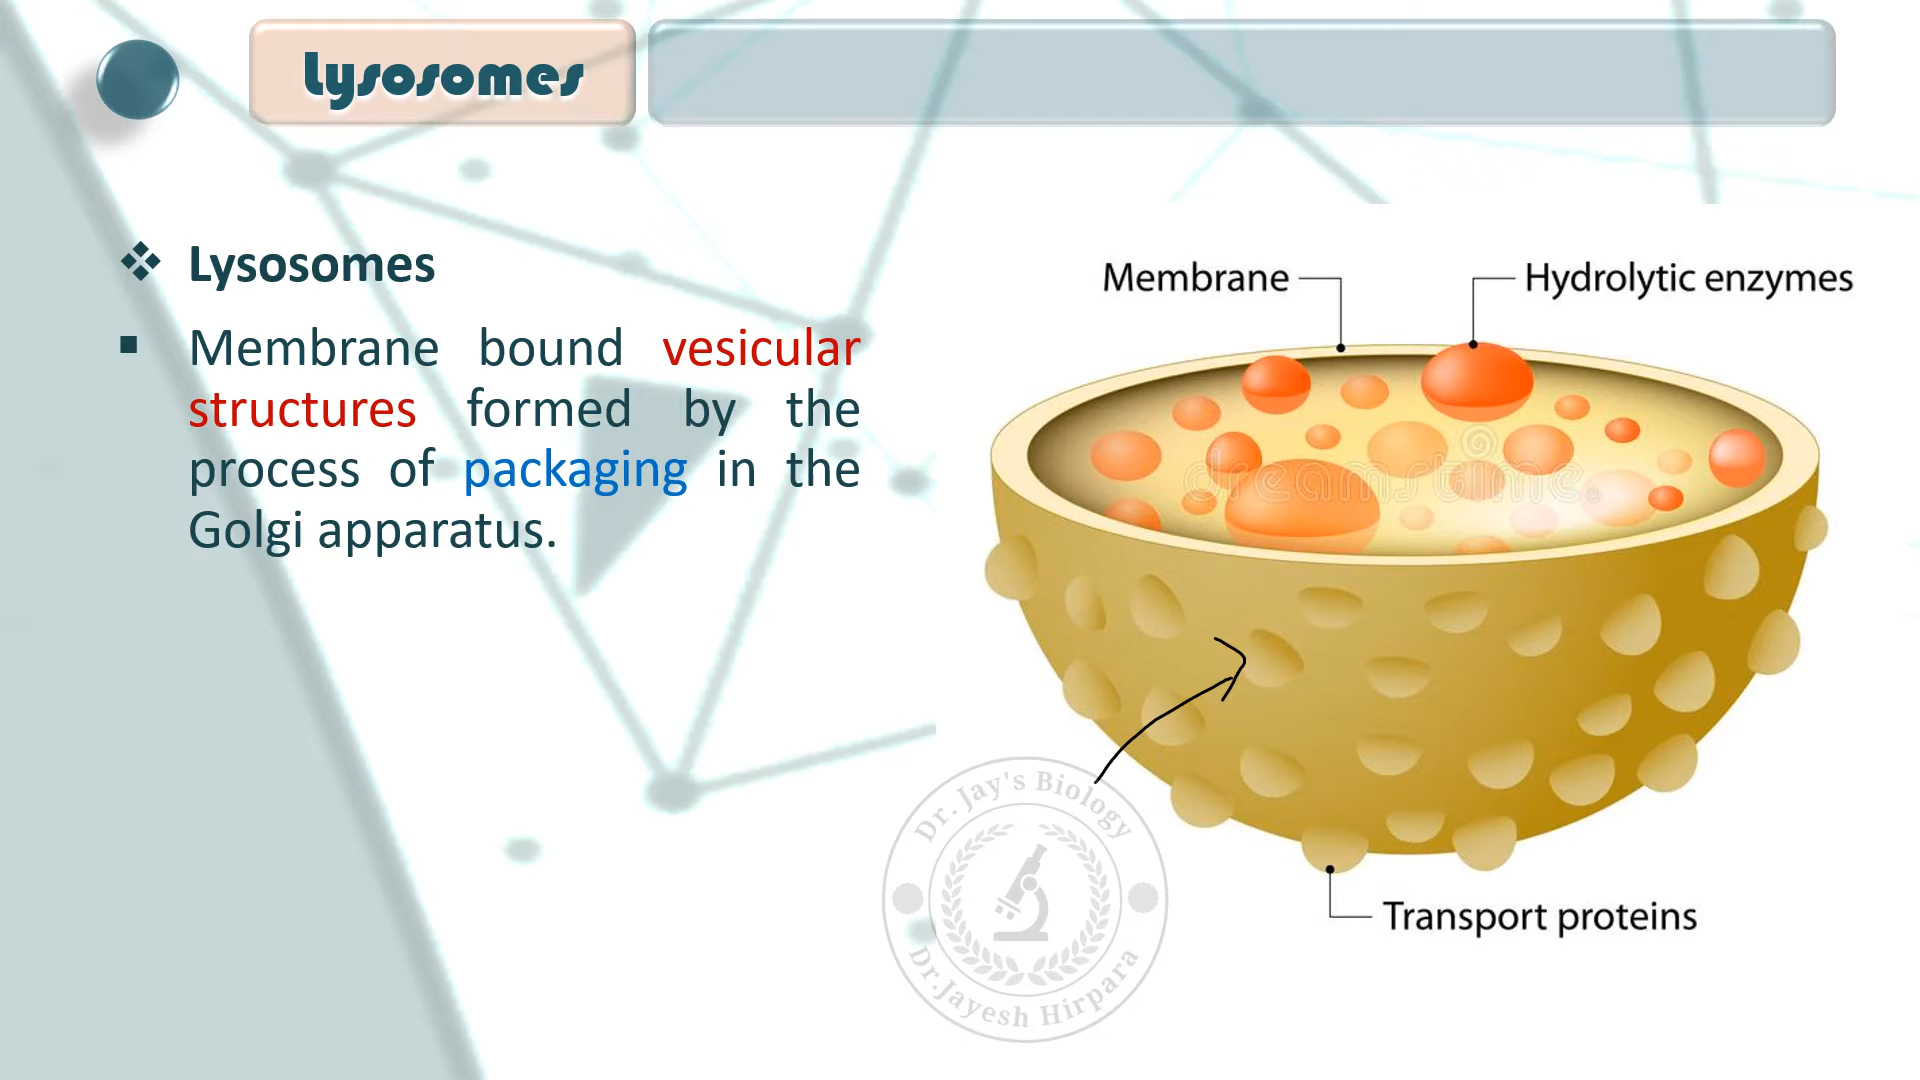 Lysosomes
❖ Lysosomes
▪ Membrane bound vesicular
structures formed by the
process of packaging in the
Golgi apparatus.
Membrane
Hydrolytic enzymes
dreamstime
Transport proteins
Dr. Jay's Biology
Dr.Jayesh Hirpara